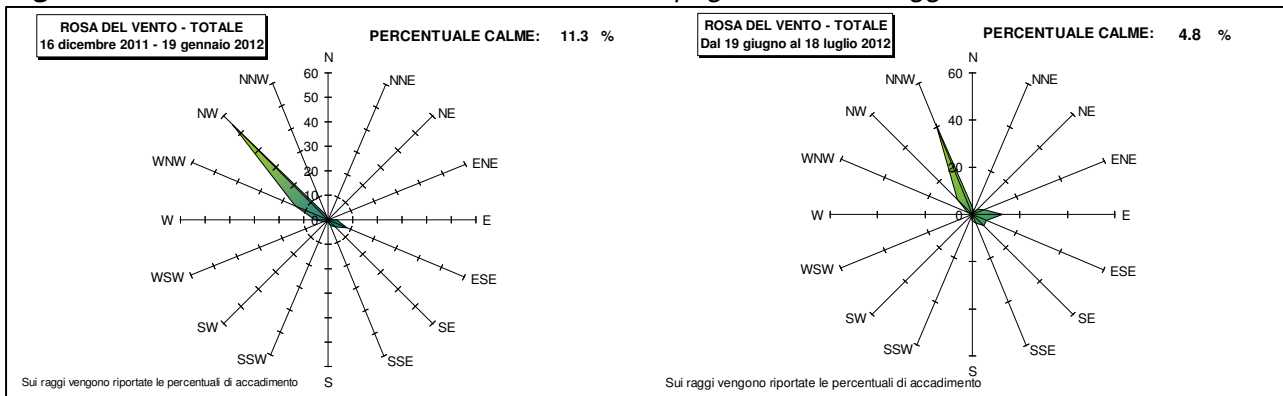 ROSA DEL VENTO - TOTALE
16 dicembre 2011 - 19 gennaio 2012
PERCENTUALE CALME: 11.3 %
N
NNE
NE
ENE
E
ESE
SE
SSE
S
SSW
SW
WSW
W
WNW
NW
NNW
60
50
40
30
20
10
0
Sui raggi vengono riportate le percentuali di accadimento
ROSA DEL VENTO - TOTALE
Dal 19 giugno al 18 luglio 2012
PERCENTUALE CALME: 4.8 %
N
NNE
NE
ENE
E
ESE
SE
SSE
S
SSW
SW
WSW
W
WNW
NW
NNW
60
40
20
0
Sui raggi vengono riportate le percentuali di accadimento